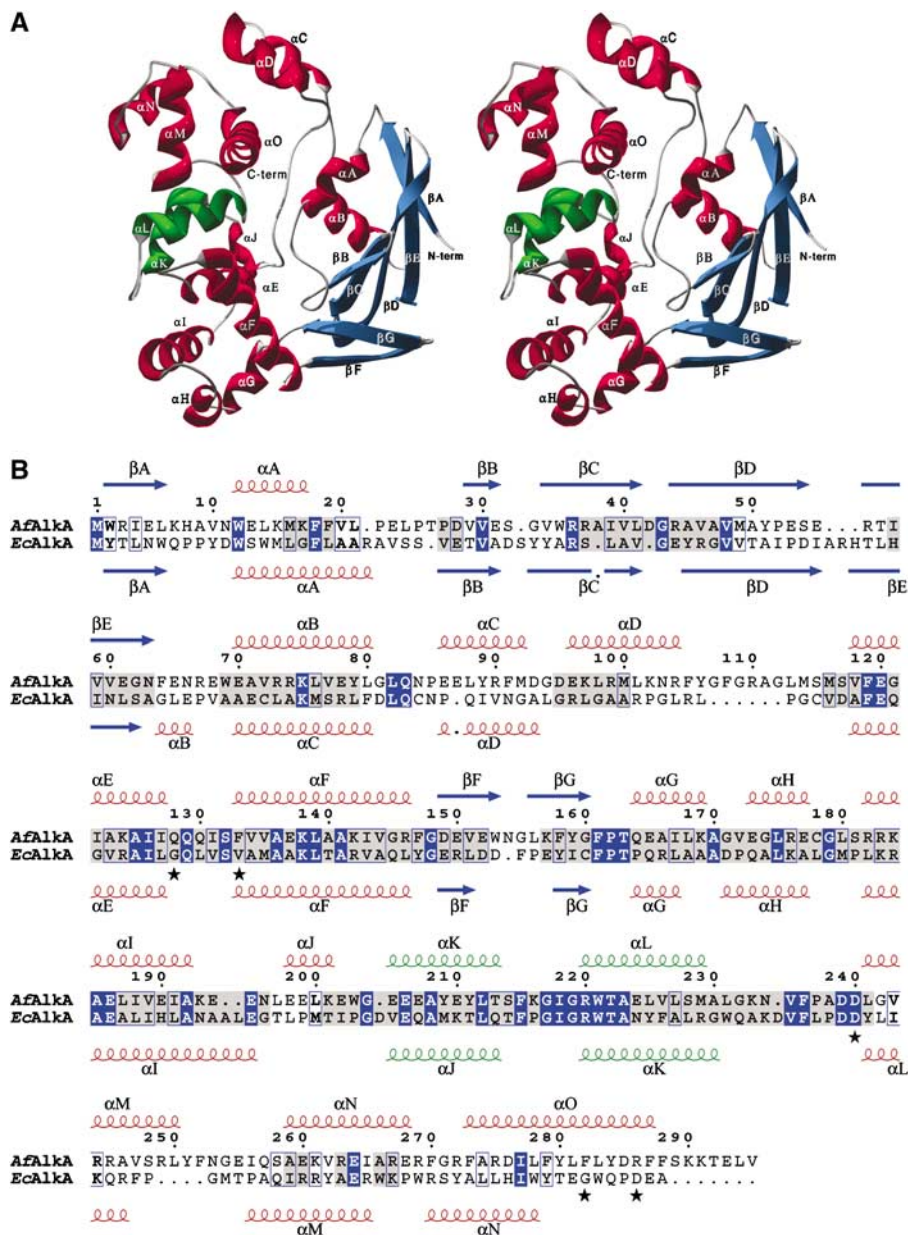 A
αC
αD
αN
αM
αO
C-term
αA
αB
βA
αL
αK
αJ
βB
βE
N-term
βC
αE
βD
αI
αF
βG
αG
βF
αH
αC
αD
αN
αM
αO
C-term
αA
αB
βA
αL
αK
αJ
βB
βE
N-term
βC
αE
βD
αI
αF
βG
αG
βF
αH
B
βA αA βB βC βD
1 10 20 30 40 50
AfAlkA MWRIELKHAVNWELKMKFFVL.PELPTPDVVES.GVWRRAIVLDGRAVAVMAYPESE...RTI
EcAlkA MYTLNWQPPYDWSWMLGFLAARAVSS.VETVADSYYARS.LAV.GEYRGVVTAIPDIARHTLH
βA αA βB βC βD βE
βE αB αC αD
60 70 80 90 100 110 120
AfAlkA VVEGNFENREWEAVRRKLVEYLGLQNPEELYRFMDGDEKLRMLKNRFYGFGRAGLMSMSVFEG
EcAlkA INLSAGLEPVAAECLAKMSRLFDLQCNP.QIVNGALGRLGAARPGLRL......PGCVDAFEQ
αB αC αD
αE αF βF βG αG αH
130 140 150 160 170 180
AfAlkA IAKAIIQQQISFVVAEKLAAKIVGRFGDEVEWNGLKFYGFPTQEAILKAGVEGLRECGLSRRK
EcAlkA GVRAILGQLVSVAMAAKLTARVAQLYGERLDD.FPEYICFPTPQRLAAADPQALKALGMPLKR
αE αF βF βG αG αH
αI αJ αK αL
190 200 210 220 230 240
AfAlkA AELIVEIAKE..ENLEELKEWG.EEEAYEYLTSFKGIGRWTAELVLSMALGKN.VFPADDLGV
EcAlkA AEALIHLANAALEGTLPMTIPGDVEQAMKTLQTFPGIGRWTANYFALRGWQAKDVFLPDDYLI
αI αJ αK αL
αM αN αO
250 260 270 280 290
AfAlkA RRAVSRLYFNGEIQSAEKVREIARERFGRFARDILFYLFLYDRFFSKKTELV
EcAlkA KQRFP....GMTPAQIRRYAERWKPWRSYALLHIWYTEGWQPDEA.......
αM αN